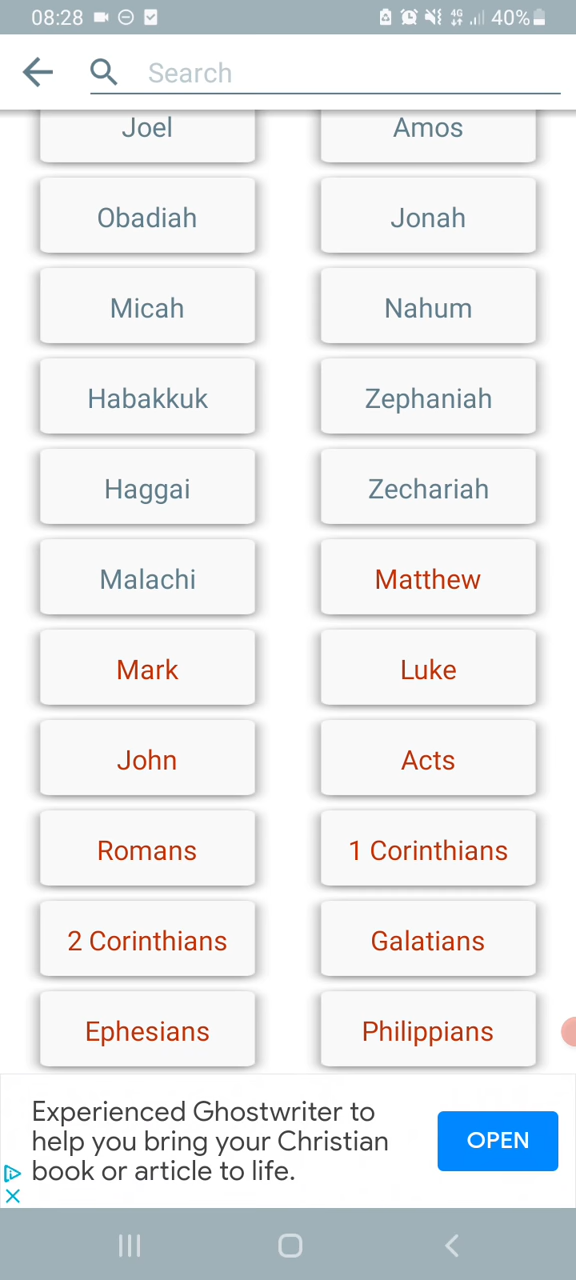 08:28
4G
40%
Search
Joel
Amos
Obadiah
Jonah
Micah
Nahum
Habakkuk
Zephaniah
Haggai
Zechariah
Malachi
Matthew
Mark
Luke
John
Acts
Romans
1 Corinthians
2 Corinthians
Galatians
Ephesians
Philippians
Experienced Ghostwriter to
help you bring your Christian
book or article to life.
OPEN